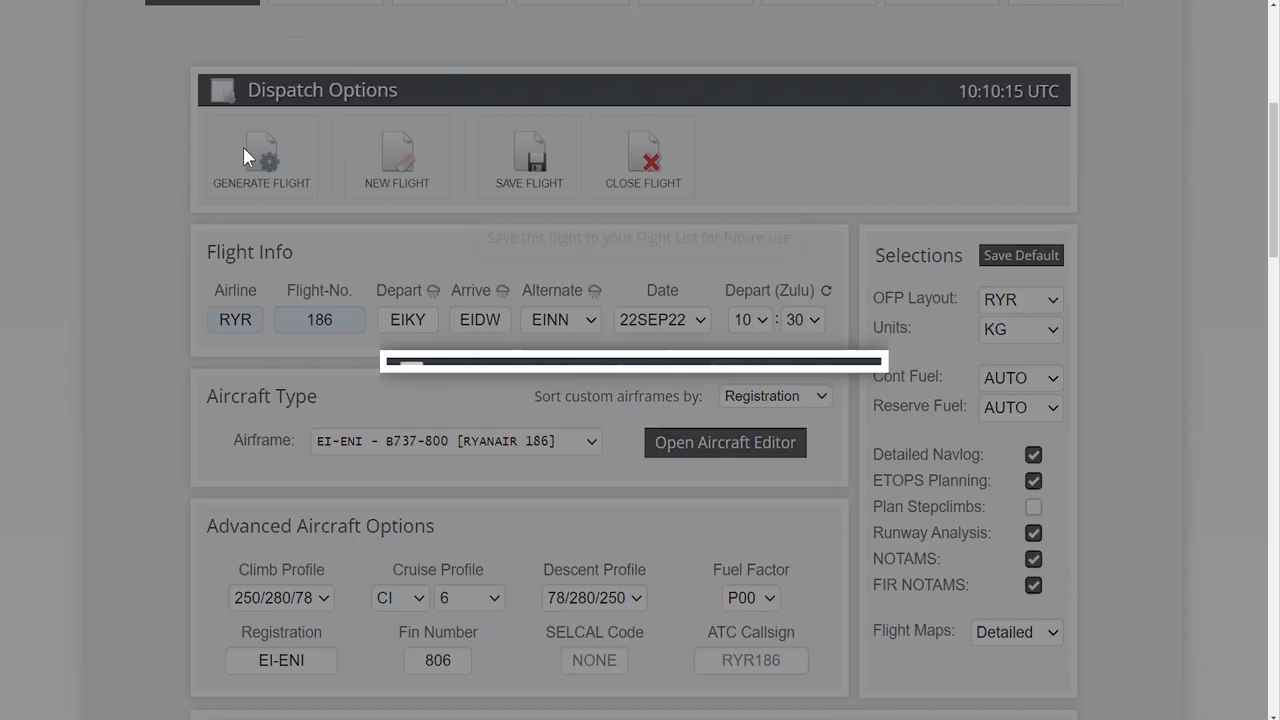 Dispatch Options 10:10:15 UTC
GENERATE FLIGHT NEW FLIGHT SAVE FLIGHT CLOSE FLIGHT
Save this flight to your Flight List for future use
Flight Info
Airline Flight-No. Depart Arrive Alternate Date Depart (Zulu)
RYR 186 EIKY EIDW EINN 22SEP22 10 : 30
Aircraft Type Sort custom airframes by: Registration
Airframe: EI-ENI - B737-800 [RYANAIR 186] Open Aircraft Editor
Advanced Aircraft Options
Climb Profile Cruise Profile Descent Profile Fuel Factor
250/280/78 CI 6 78/280/250 P00
Registration Fin Number SELCAL Code ATC Callsign
EI-ENI 806 NONE RYR186
Selections Save Default
OFP Layout: RYR
Units: KG
Cont Fuel: AUTO
Reserve Fuel: AUTO
Detailed Navlog:
ETOPS Planning:
Plan Stepclimbs:
Runway Analysis:
NOTAMS:
FIR NOTAMS:
Flight Maps: Detailed